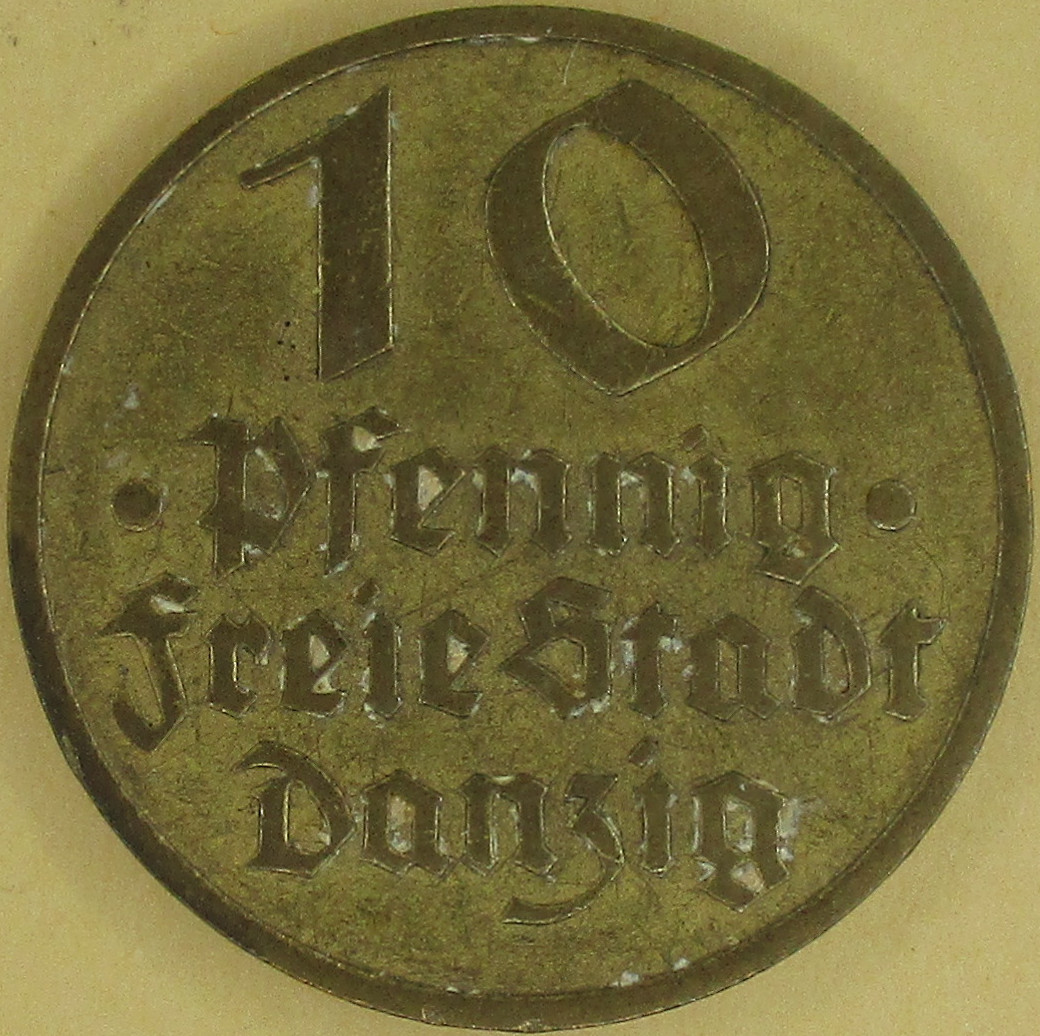 10
· Pfennig ·
Freie Stadt
Danzig